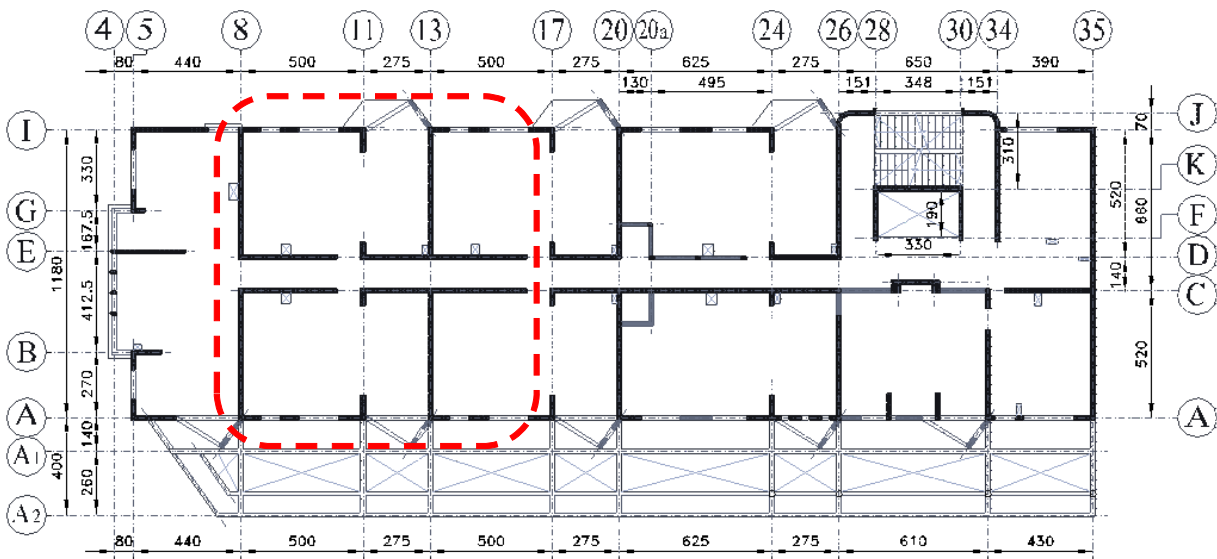 4 5 8 11 13 17 20 20a 24 26 28 30 34 35
80 440 500 275 500 275 625 275 650 390
130 495 151 348 151
I J
70
330 310 K
G 520 660
167.5 190 F
E
1180 330 D
412.5 140
C
B
270 520
A A
140
A1
400 260
A2
80 440 500 275 500 275 625 275 610 430